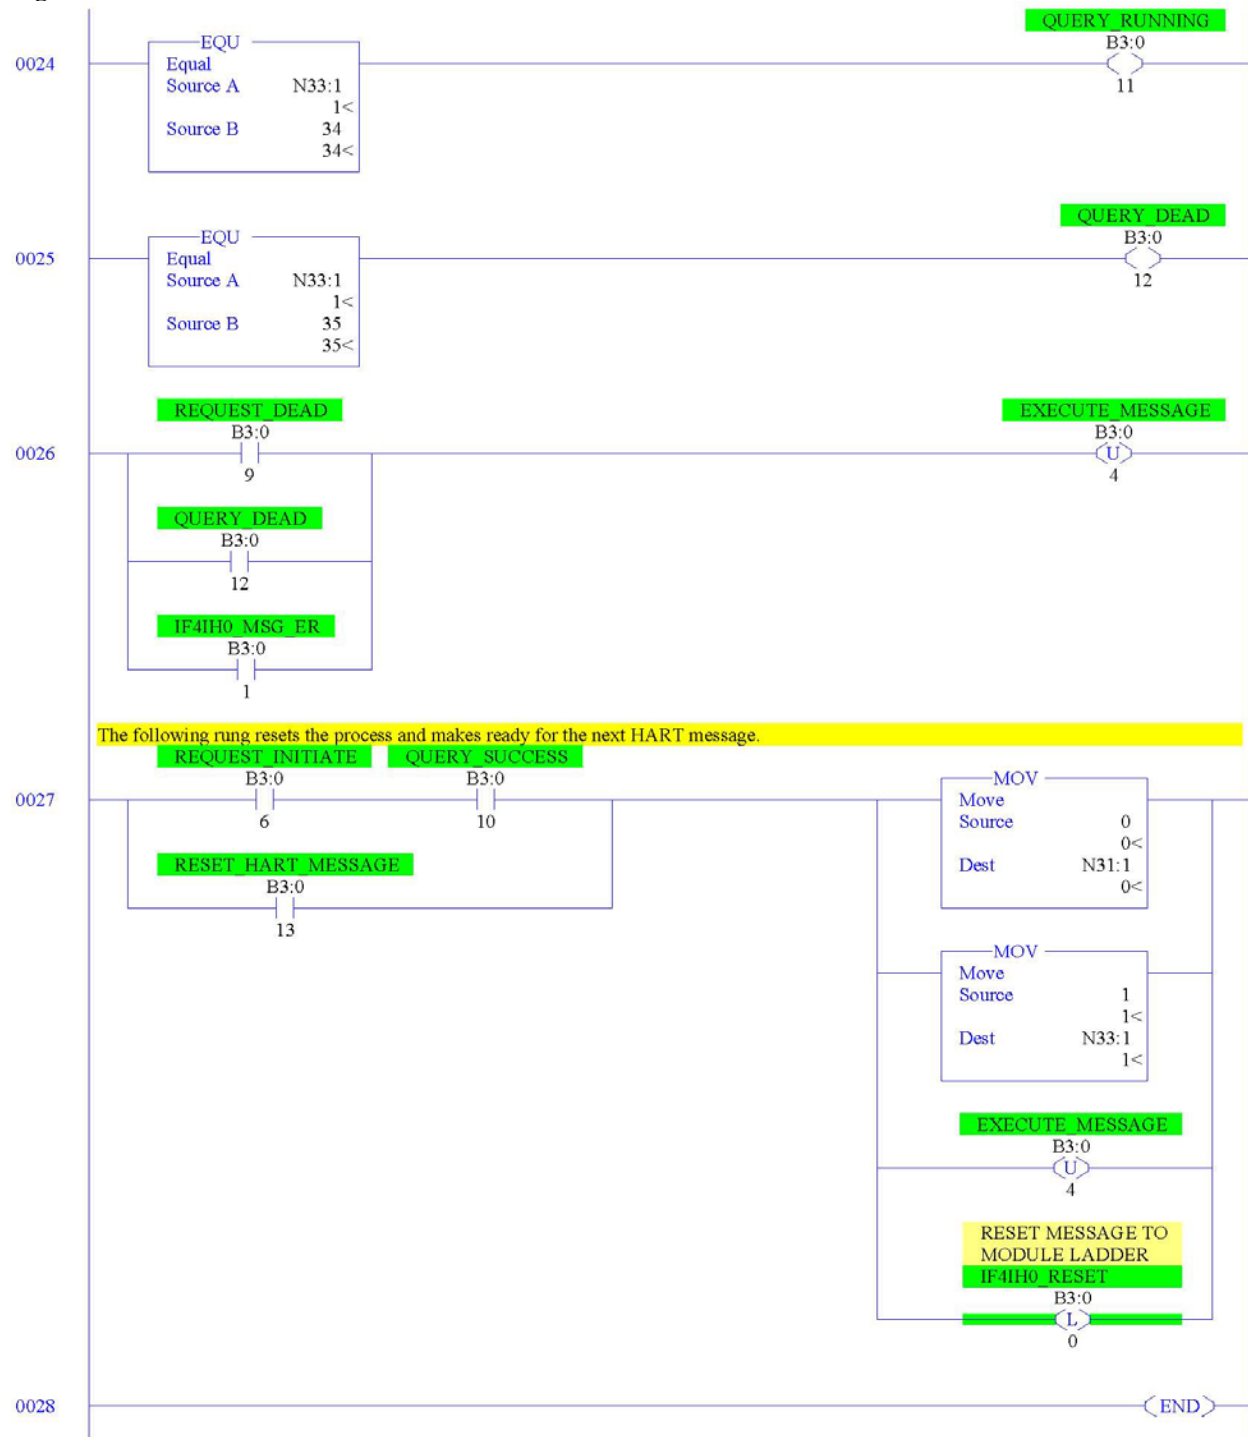 QUERY_RUNNING
B3:0
0024
EQU
Equal
Source A N33:1
1<
Source B 34
34<
11
QUERY_DEAD
B3:0
0025
EQU
Equal
Source A N33:1
1<
Source B 35
35<
12
REQUEST_DEAD
B3:0
9
EXECUTE_MESSAGE
B3:0
0026
U
4
QUERY_DEAD
B3:0
12
IF4IH0_MSG_ER
B3:0
1
The following rung resets the process and makes ready for the next HART message.
REQUEST_INITIATE QUERY_SUCCESS
B3:0 B3:0
0027
6 10
RESET_HART_MESSAGE
B3:0
13
MOV
Move
Source 0
0<
Dest N31:1
0<
MOV
Move
Source 1
1<
Dest N33:1
1<
EXECUTE_MESSAGE
B3:0
U
4
RESET MESSAGE TO
MODULE LADDER
IF4IH0_RESET
B3:0
L
0
0028 END